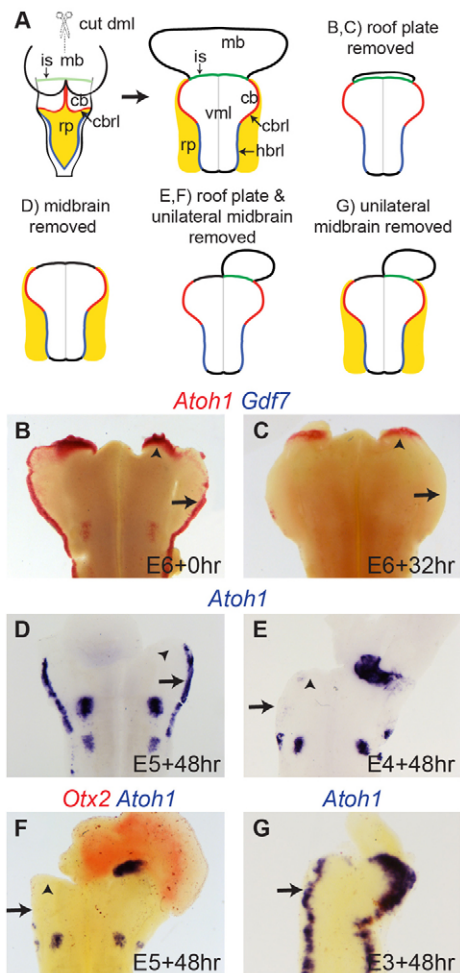 A
cut dml
is mb
cb
cbrl
rp
mb
is
cb
vml
cbrl
rp
hbrl
B,C) roof plate
removed
D) midbrain
removed
E,F) roof plate &
unilateral midbrain
removed
G) unilateral
midbrain removed
Atoh1 Gdf7
B
E6+0hr
C
E6+32hr
Atoh1
D
E5+48hr
E
E4+48hr
Otx2 Atoh1
F
E5+48hr
Atoh1
G
E3+48hr